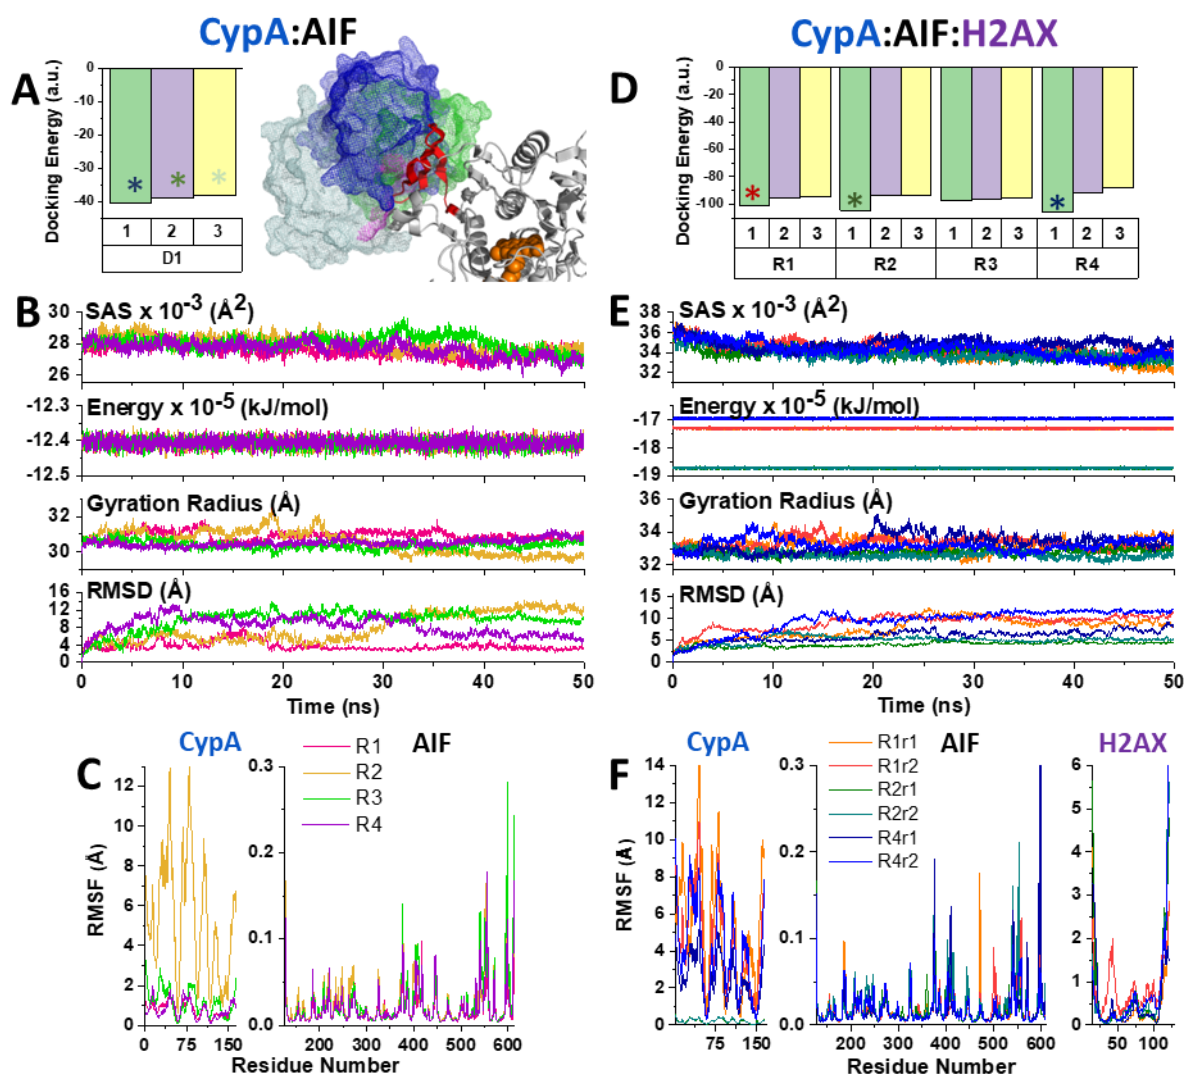 CypA:AIF
A
Docking Energy (a.u.)
0
-10
-20
-30
-40
* * *
1 2 3
D1
B
SAS x 10-3 (Å2)
30
28
26
Energy x 10-5 (kJ/mol)
-12.3
-12.4
-12.5
Gyration Radius (Å)
32
30
RMSD (Å)
16
12
8
4
0
0 10 20 30 40 50
Time (ns)
C
CypA
AIF
RMSF (Å)
12
10
8
6
4
2
0
0 75 150
0.3
0.2
0.1
0.0
200 300 400 500 600
R1
R2
R3
R4
Residue Number
CypA:AIF:H2AX
D
Docking Energy (a.u.)
0
-20
-40
-60
-80
-100
* * *
1 2 3 1 2 3 1 2 3 1 2 3
R1 R2 R3 R4
E
SAS x 10-3 (Å2)
38
36
34
32
Energy x 10-5 (kJ/mol)
-17
-18
-19
Gyration Radius (Å)
36
34
32
RMSD (Å)
15
10
5
0
0 10 20 30 40 50
Time (ns)
F
CypA
AIF
H2AX
RMSF (Å)
14
12
10
8
6
4
2
0
75 150
0.3
0.2
0.1
0.0
200 300 400 500 600
R1r1
R1r2
R2r1
R2r2
R4r1
R4r2
6
5
4
3
2
1
0
50 100
Residue Number